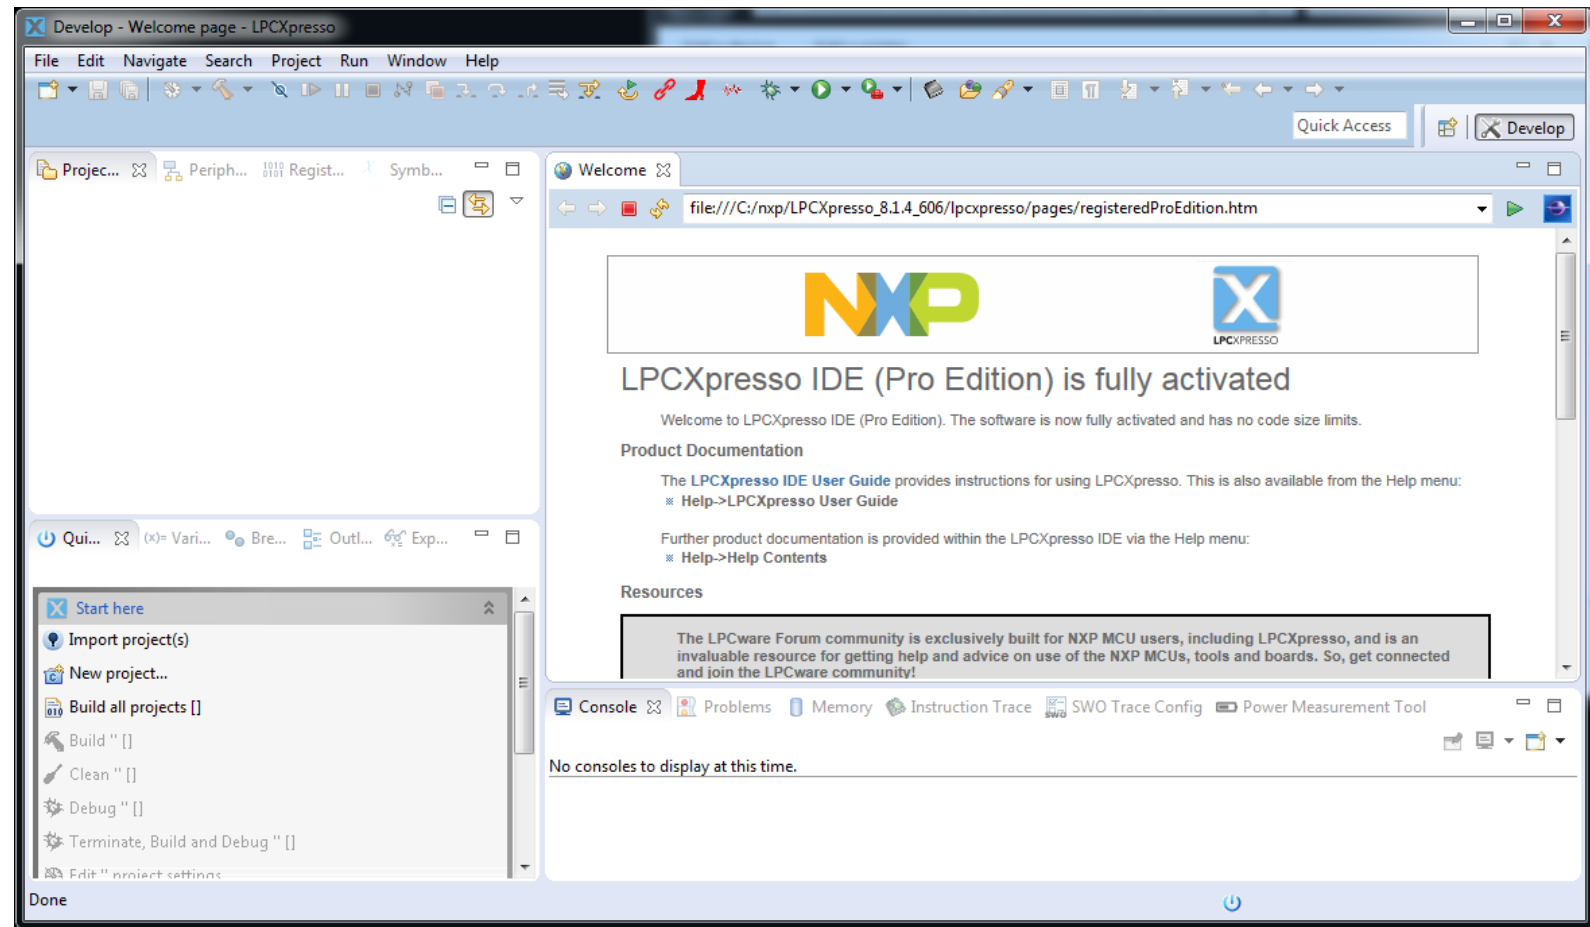 Develop - Welcome page - LPCXpresso
File Edit Navigate Search Project Run Window Help
Quick Access
Develop
Projec... Periph... 1010 0101 Regist... Symb...
Welcome
file:///C:/nxp/LPCXpresso_8.1.4_606/lpcxpresso/pages/registeredProEdition.htm
NXP
LPCXPRESSO
LPCXpresso IDE (Pro Edition) is fully activated
Welcome to LPCXpresso IDE (Pro Edition). The software is now fully activated and has no code size limits.
Product Documentation
The LPCXpresso IDE User Guide provides instructions for using LPCXpresso. This is also available from the Help menu:
Help->LPCXpresso User Guide
Further product documentation is provided within the LPCXpresso IDE via the Help menu:
Help->Help Contents
Resources
The LPCware Forum community is exclusively built for NXP MCU users, including LPCXpresso, and is an
invaluable resource for getting help and advice on use of the NXP MCUs, tools and boards. So, get connected
and join the LPCware community!
Qui... (x)= Vari... Bre... Outl... Exp...
Start here
Import project(s)
New project...
Build all projects []
Build '' []
Clean '' []
Debug '' []
Terminate, Build and Debug '' []
Edit '' project settings
Console Problems Memory Instruction Trace SWO SWO Trace Config Power Measurement Tool
No consoles to display at this time.
Done